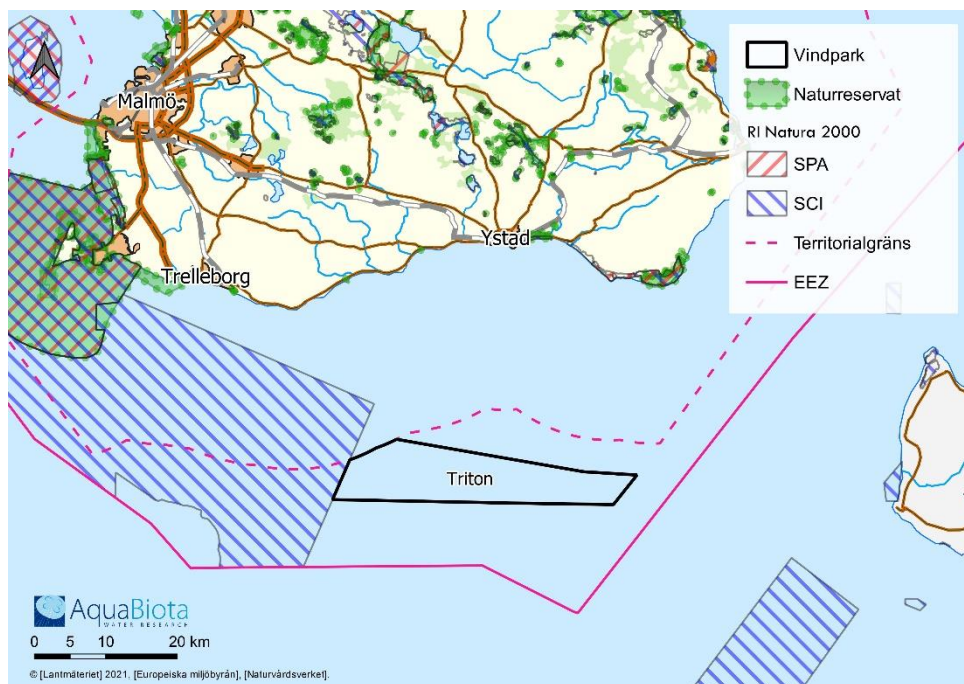 Malmö
Trelleborg
Ystad
Triton
Vindpark
Naturreservat
RI Natura 2000
SPA
SCI
Territorialgräns
EEZ
AquaBiota
WATER RESEARCH
0 5 10 20 km
© [Lantmäteriet] 2021, [Europeiska miljöbyrån], [Naturvårdsverket].